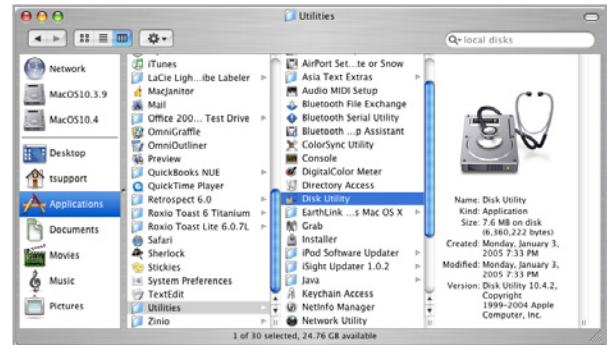 Utilities
local disks
Network
MacOS10.3.9
MacOS10.4
Desktop
tsupport
Applications
Documents
Movies
Music
Pictures
iTunes
LaCie Ligh...ibe Labeler
MacJanitor
Mail
Office 200... Test Drive
OmniGraffle
OmniOutliner
Preview
QuickBooks NUE
QuickTime Player
Retrospect 6.0
Roxio Toast 6 Titanium
Roxio Toast Lite 6.0.7L
Safari
Sherlock
Stickies
System Preferences
TextEdit
Utilities
Zinio
AirPort Set...te or Snow
Asia Text Extras
Audio MIDI Setup
Bluetooth File Exchange
Bluetooth Serial Utility
Bluetooth ...p Assistant
ColorSync Utility
Console
DigitalColor Meter
Directory Access
Disk Utility
EarthLink ...s Mac OS X
Grab
Installer
iPod Software Updater
iSight Updater 1.0.2
Java
Keychain Access
NetInfo Manager
Network Utility
Name: Disk Utility
Kind: Application
Size: 7.6 MB on disk
(6,360,222 bytes)
Created: Monday, January 3,
2005 7:33 PM
Modified: Monday, January 3,
2005 7:33 PM
Version: Disk Utility 10.4.2,
Copyright
1999-2004 Apple
Computer, Inc.
1 of 30 selected, 24.76 GB available